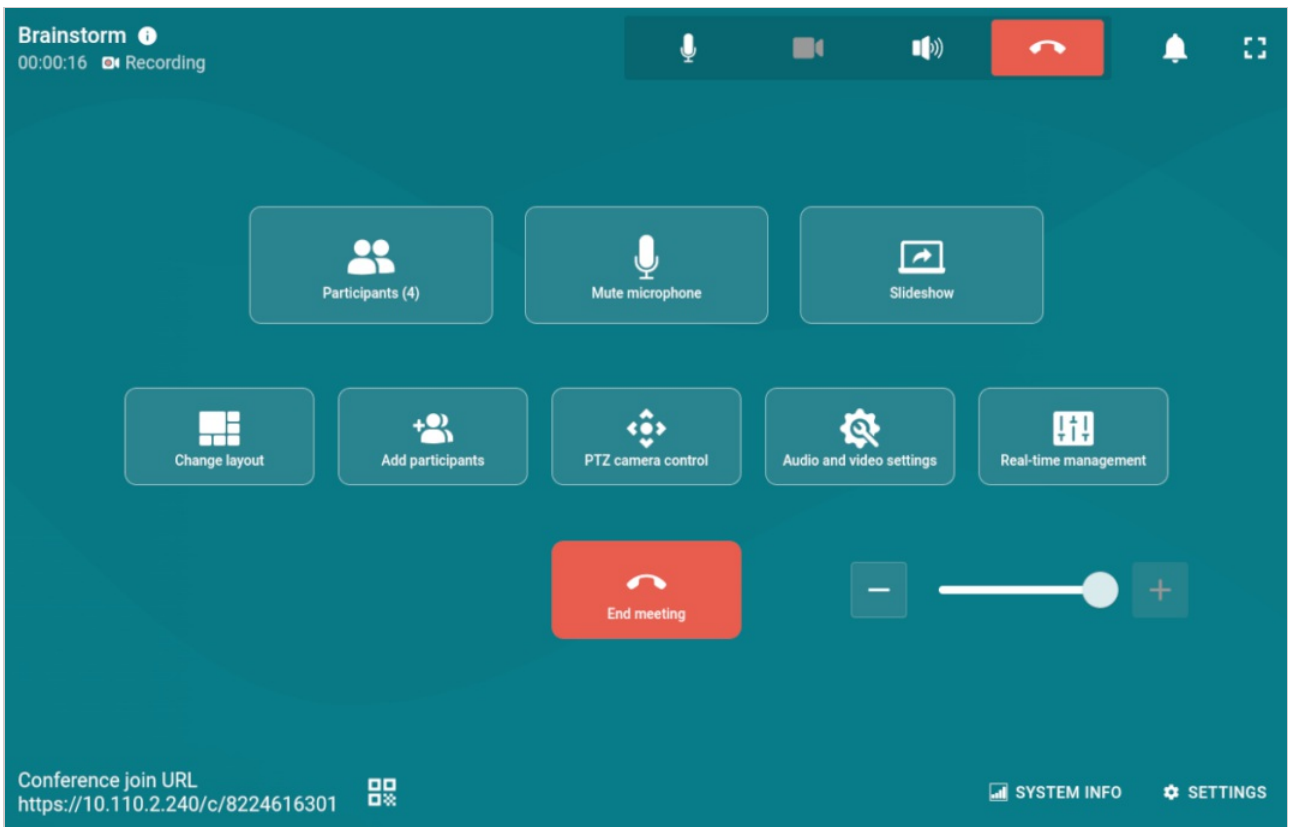 Brainstorm
00:00:16 Recording
Participants (4)
Mute microphone
Slideshow
Change layout
Add participants
PTZ camera control
Audio and video settings
Real-time management
End meeting
Conference join URL
https://10.110.2.240/c/8224616301
SYSTEM INFO
SETTINGS